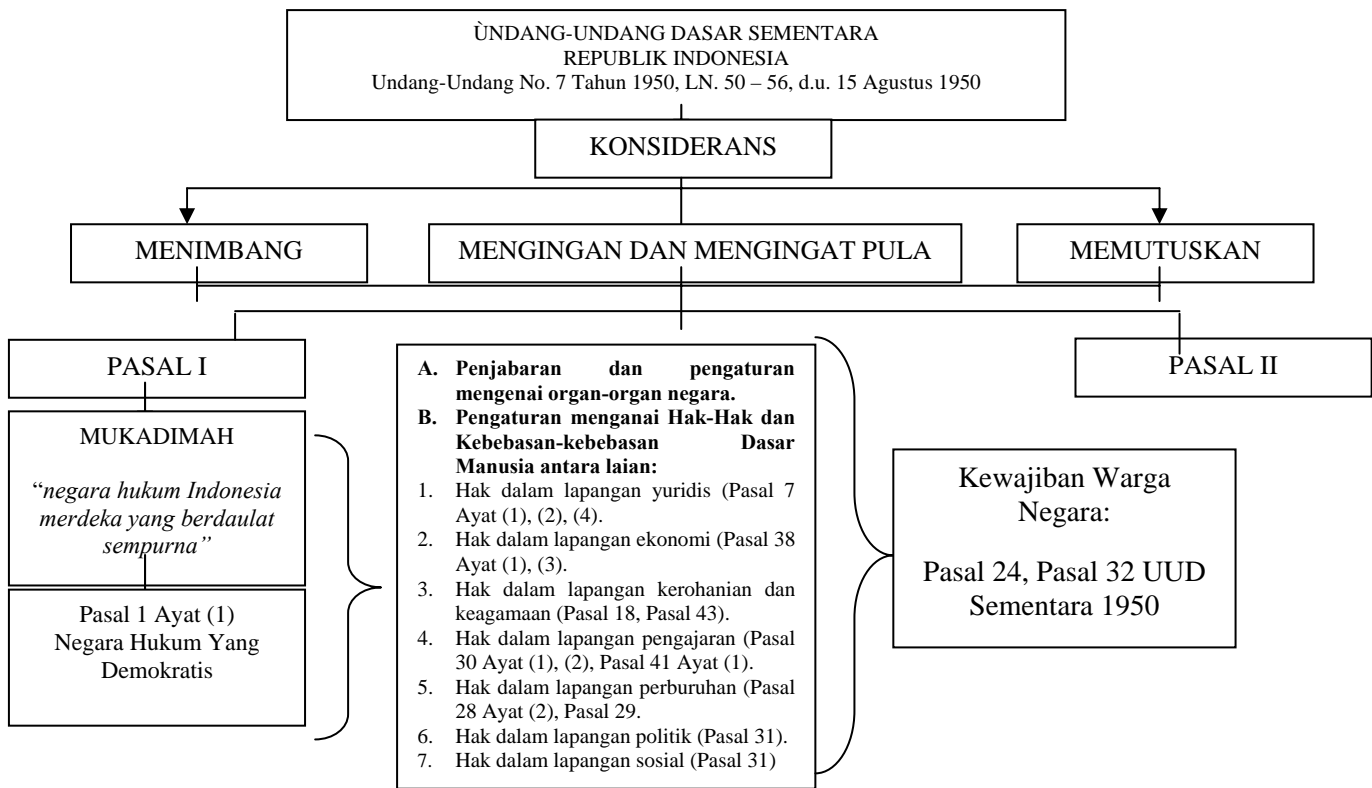 ÙNDANG-UNDANG DASAR SEMENTARA
REPUBLIK INDONESIA
Undang-Undang No. 7 Tahun 1950, LN. 50 – 56, d.u. 15 Agustus 1950
KONSIDERANS
MENIMBANG
MENGINGAN DAN MENGINGAT PULA
MEMUTUSKAN
PASAL I
MUKADIMAH
“negara hukum Indonesia
merdeka yang berdaulat
sempurna”
Pasal 1 Ayat (1)
Negara Hukum Yang
Demokratis
A. Penjabaran dan pengaturan
mengenai organ-organ negara.
B. Pengaturan menganai Hak-Hak dan
Kebebasan-kebebasan Dasar
Manusia antara laian:
1. Hak dalam lapangan yuridis (Pasal 7
Ayat (1), (2), (4).
2. Hak dalam lapangan ekonomi (Pasal 38
Ayat (1), (3).
3. Hak dalam lapangan kerohanian dan
keagamaan (Pasal 18, Pasal 43).
4. Hak dalam lapangan pengajaran (Pasal
30 Ayat (1), (2), Pasal 41 Ayat (1).
5. Hak dalam lapangan perburuhan (Pasal
28 Ayat (2), Pasal 29.
6. Hak dalam lapangan politik (Pasal 31).
7. Hak dalam lapangan sosial (Pasal 31)
PASAL II
Kewajiban Warga
Negara:
Pasal 24, Pasal 32 UUD
Sementara 1950